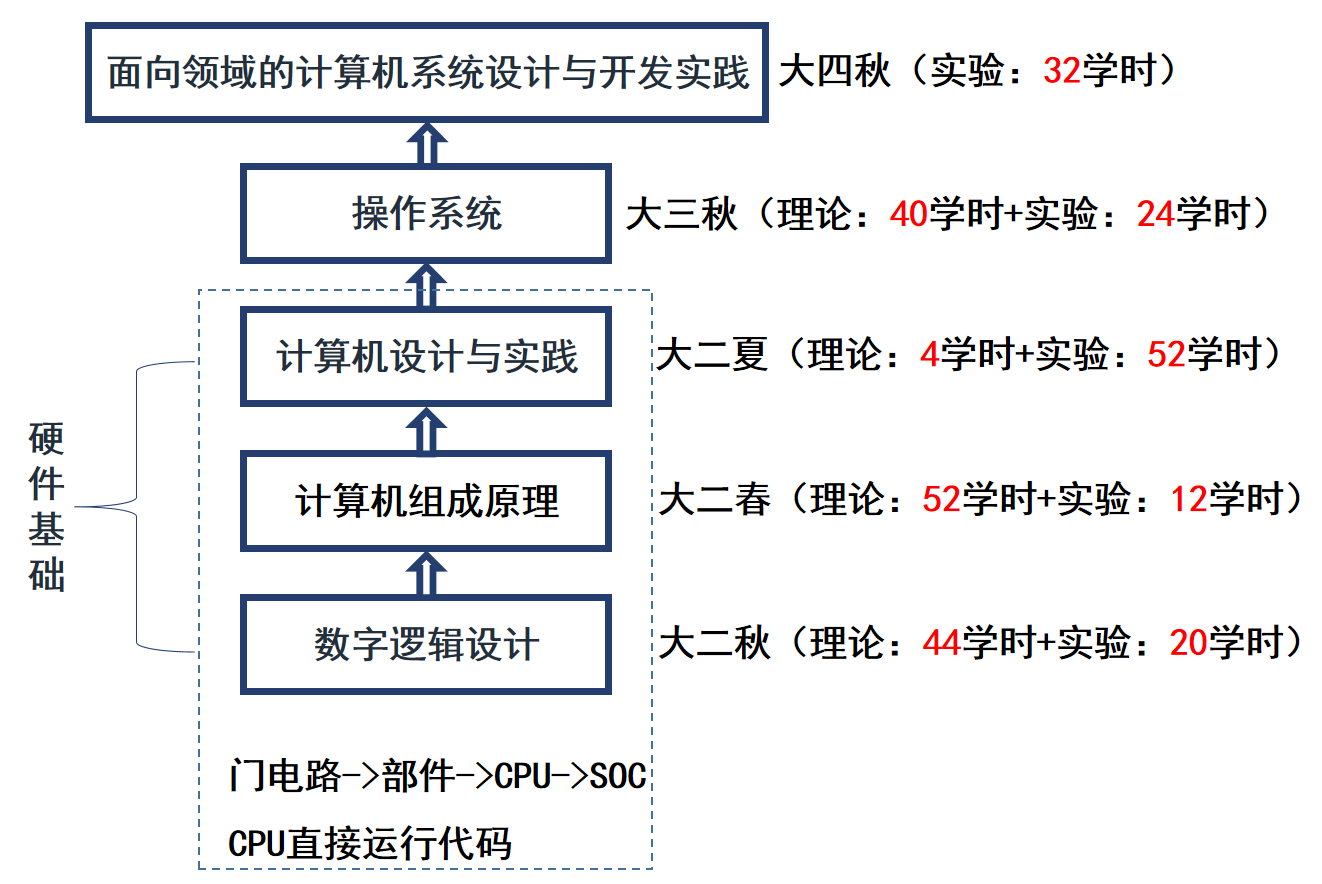 面向领域的计算机系统设计与开发实践
大四秋（实验：32学时）
操作系统
大三秋（理论：40学时+实验：24学时）
计算机设计与实践
大二夏（理论：4学时+实验：52学时）
硬件基础
计算机组成原理
大二春（理论：52学时+实验：12学时）
数字逻辑设计
大二秋（理论：44学时+实验：20学时）
门电路->部件->CPU->SOC
CPU直接运行代码